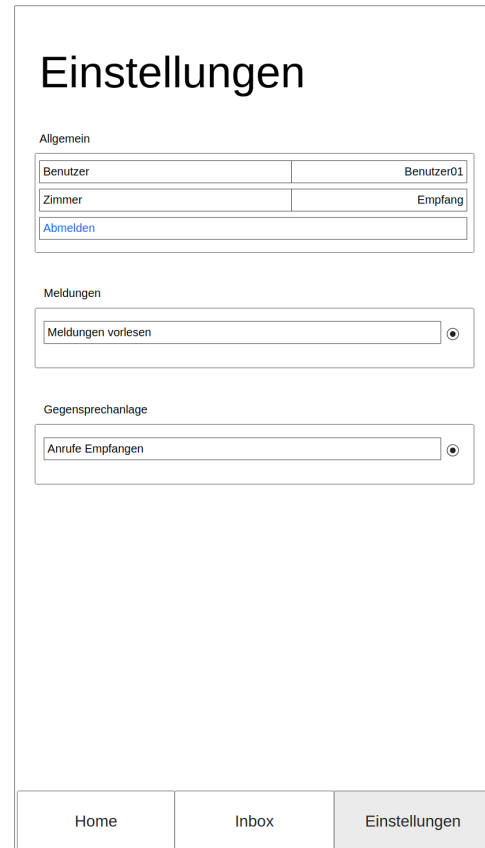 Einstellungen
Allgemein
Benutzer Benutzer01
Zimmer Empfang
Abmelden
Meldungen
Meldungen vorlesen
Gegensprechanlage
Anrufe Empfangen
Home Inbox Einstellungen